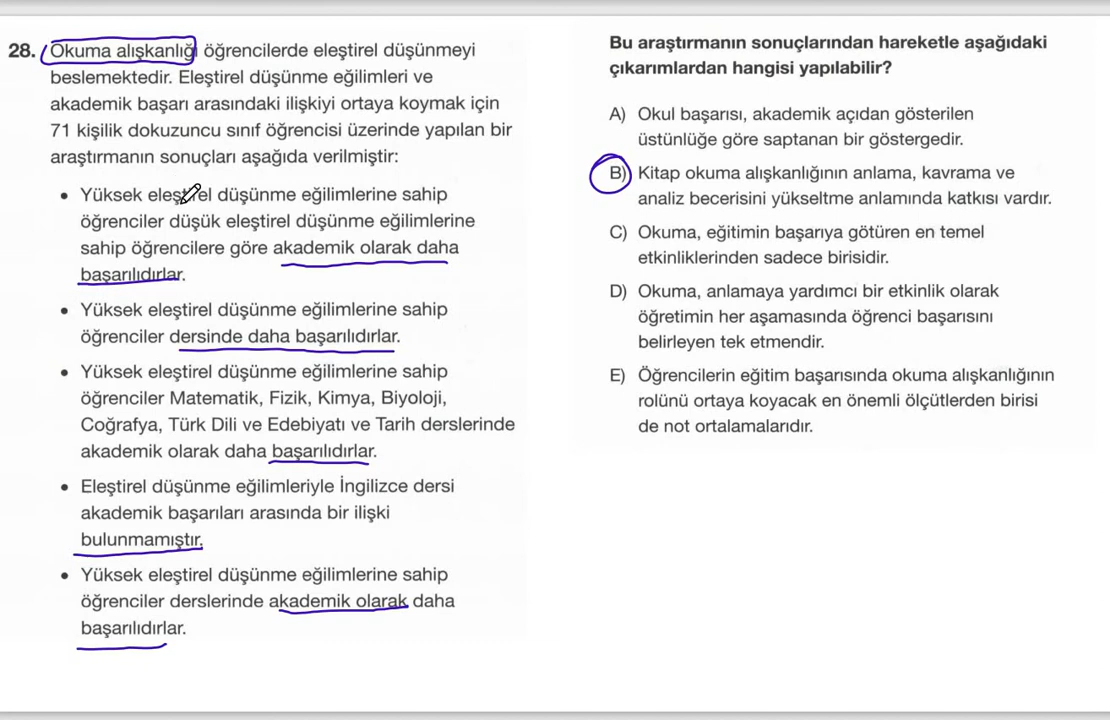 28. Okuma alışkanlığı öğrencilerde eleştirel düşünmeyi
beslemektedir. Eleştirel düşünme eğilimleri ve
akademik başarı arasındaki ilişkiyi ortaya koymak için
71 kişilik dokuzuncu sınıf öğrencisi üzerinde yapılan bir
araştırmanın sonuçları aşağıda verilmiştir:
• Yüksek eleştirel düşünme eğilimlerine sahip
öğrenciler düşük eleştirel düşünme eğilimlerine
sahip öğrencilere göre akademik olarak daha
başarılıdırlar.
• Yüksek eleştirel düşünme eğilimlerine sahip
öğrenciler dersinde daha başarılıdırlar.
• Yüksek eleştirel düşünme eğilimlerine sahip
öğrenciler Matematik, Fizik, Kimya, Biyoloji,
Coğrafya, Türk Dili ve Edebiyatı ve Tarih derslerinde
akademik olarak daha başarılıdırlar.
• Eleştirel düşünme eğilimleriyle İngilizce dersi
akademik başarıları arasında bir ilişki
bulunmamıştır.
• Yüksek eleştirel düşünme eğilimlerine sahip
öğrenciler derslerinde akademik olarak daha
başarılıdırlar.
Bu araştırmanın sonuçlarından hareketle aşağıdaki
çıkarımlardan hangisi yapılabilir?
A) Okul başarısı, akademik açıdan gösterilen
üstünlüğe göre saptanan bir göstergedir.
B) Kitap okuma alışkanlığının anlama, kavrama ve
analiz becerisini yükseltme anlamında katkısı vardır.
C) Okuma, eğitimin başarıya götüren en temel
etkinliklerinden sadece birisidir.
D) Okuma, anlamaya yardımcı bir etkinlik olarak
öğretimin her aşamasında öğrenci başarısını
belirleyen tek etmendir.
E) Öğrencilerin eğitim başarısında okuma alışkanlığının
rolünü ortaya koyacak en önemli ölçütlerden birisi
de not ortalamalarıdır.